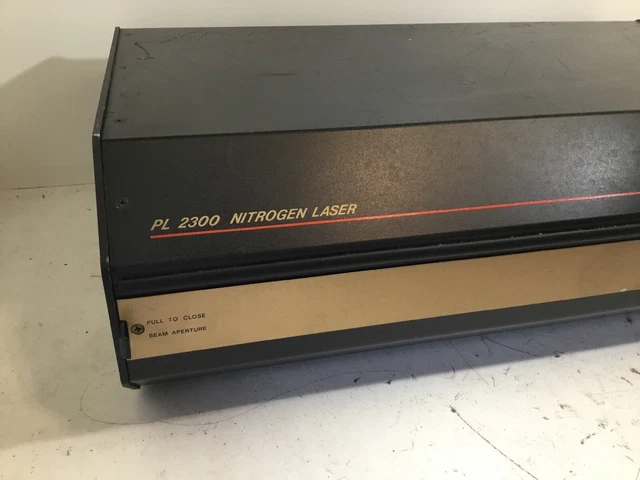 PL 2300 NITROGEN LASER
PULL TO CLOSE
BEAM APERTURE